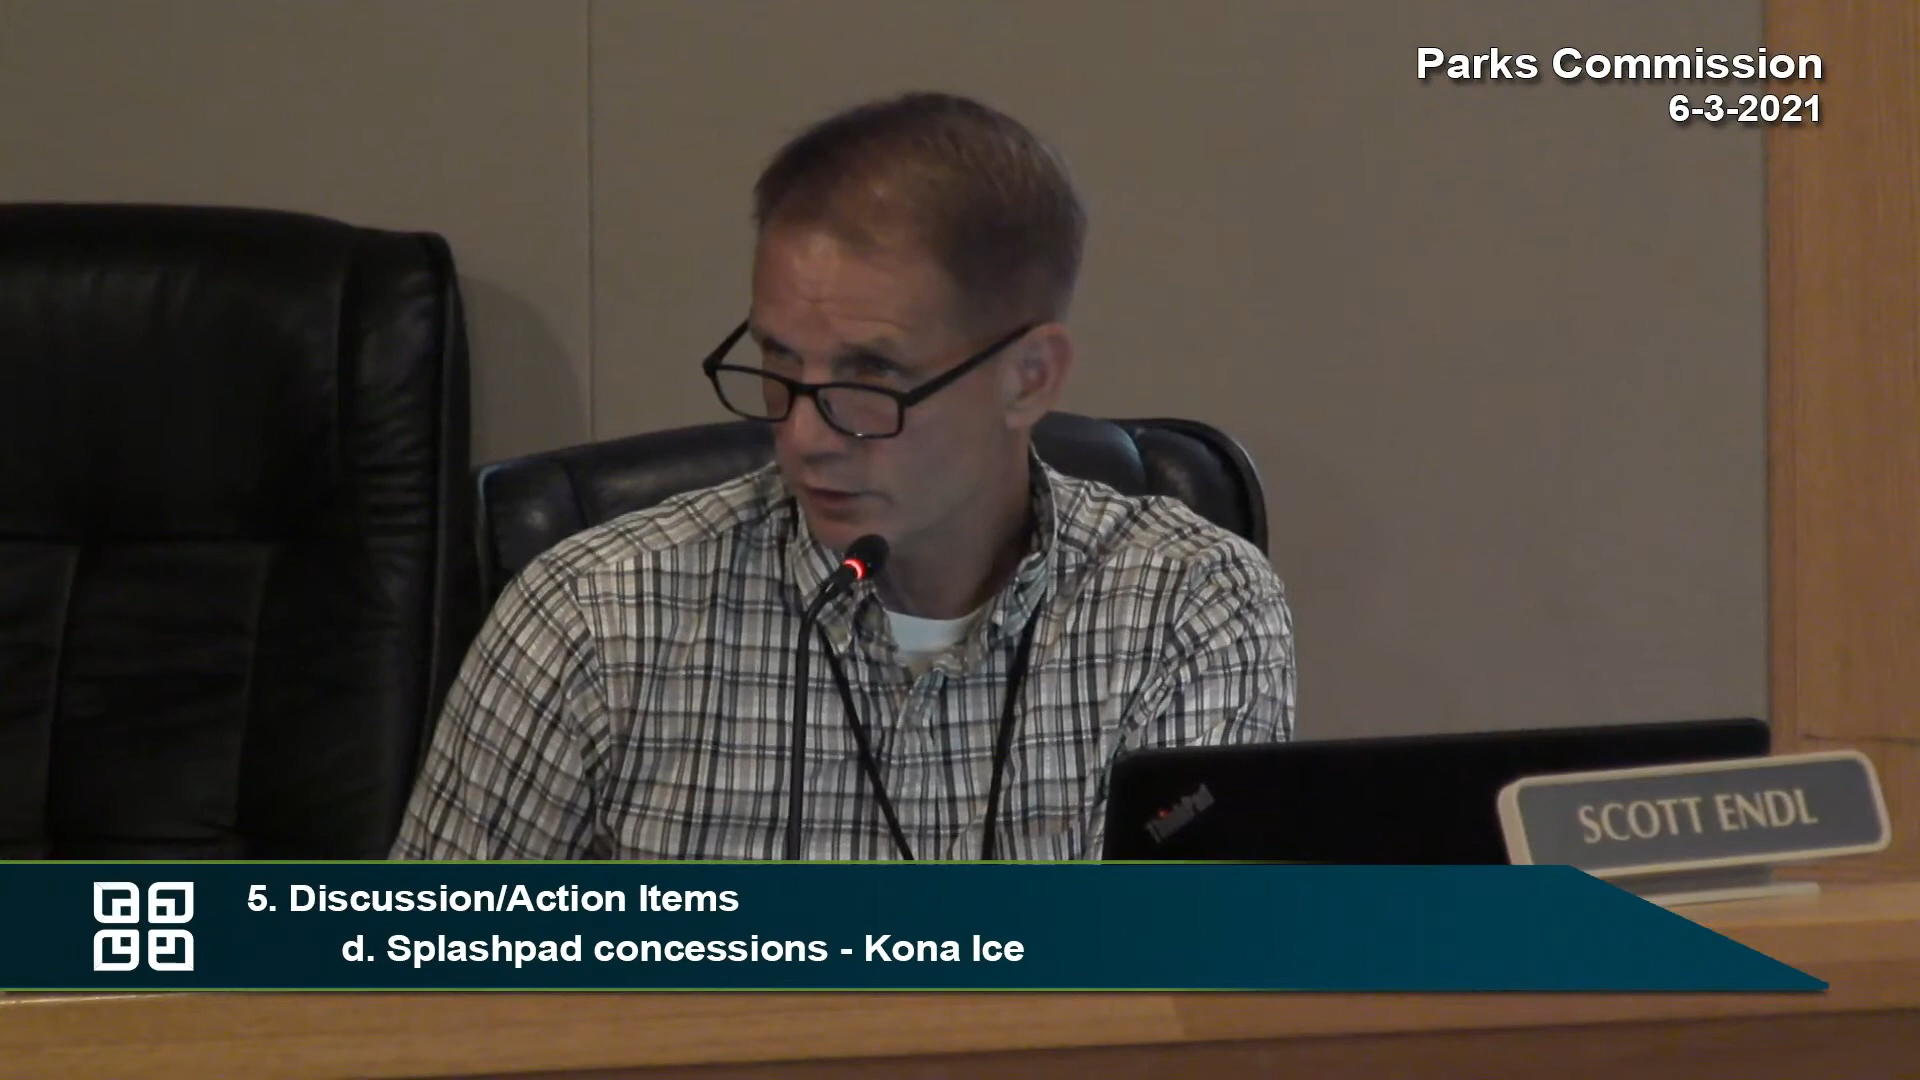 Parks Commission
6-3-2021
ThinkPad
SCOTT ENDL
5. Discussion/Action Items
d. Splashpad concessions - Kona Ice